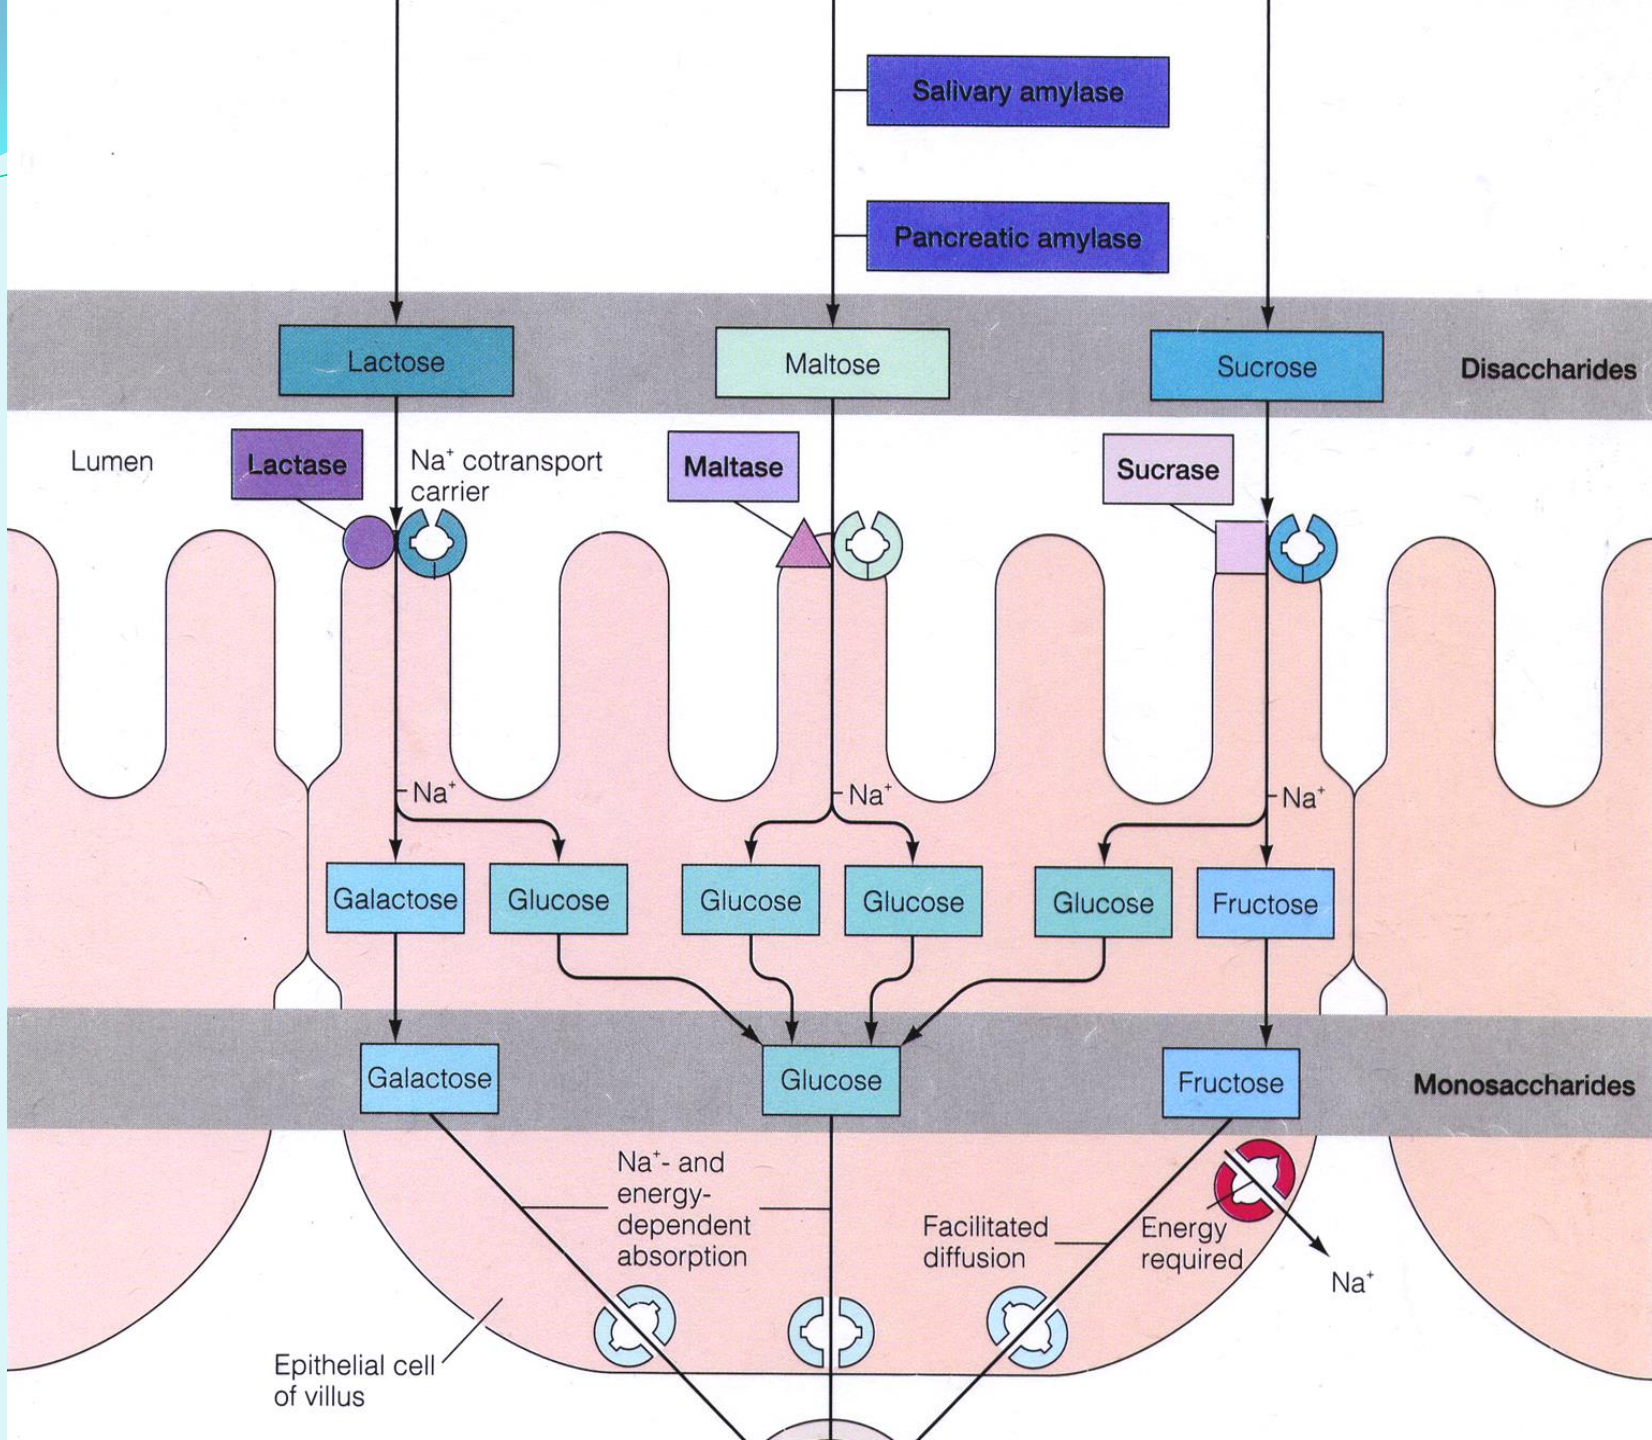 Salivary amylase
Pancreatic amylase
Lactose
Maltose
Sucrose
Disaccharides
Lumen
Lactase
Na⁺ cotransport
carrier
Maltase
Sucrase
Na⁺
Na⁺
Na⁺
Galactose
Glucose
Glucose
Glucose
Glucose
Fructose
Galactose
Glucose
Fructose
Monosaccharides
Na⁺- and
energy-
dependent
absorption
Facilitated
diffusion
Energy
required
Na⁺
Epithelial cell
of villus